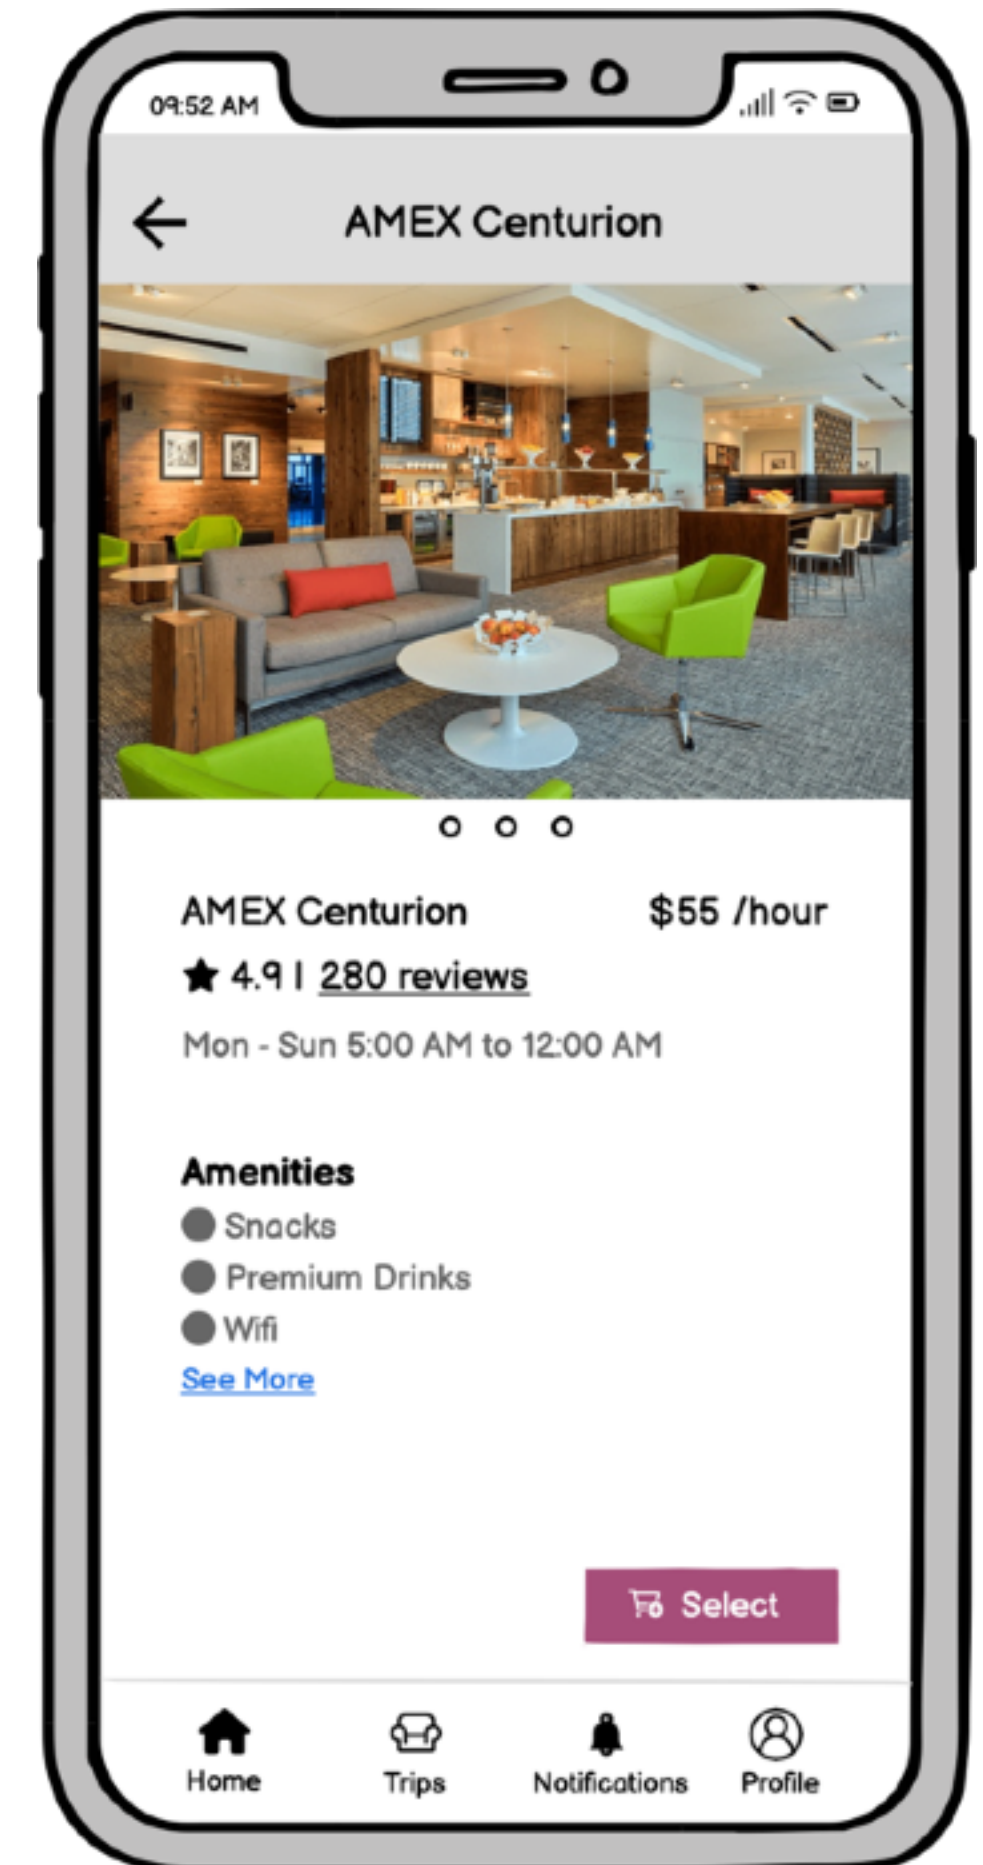 09:52 AM
AMEX Centurion
AMEX Centurion $55 /hour
4.9 | 280 reviews
Mon - Sun 5:00 AM to 12:00 AM
Amenities
Snacks
Premium Drinks
Wifi
See More
Select
Home Trips Notifications Profile